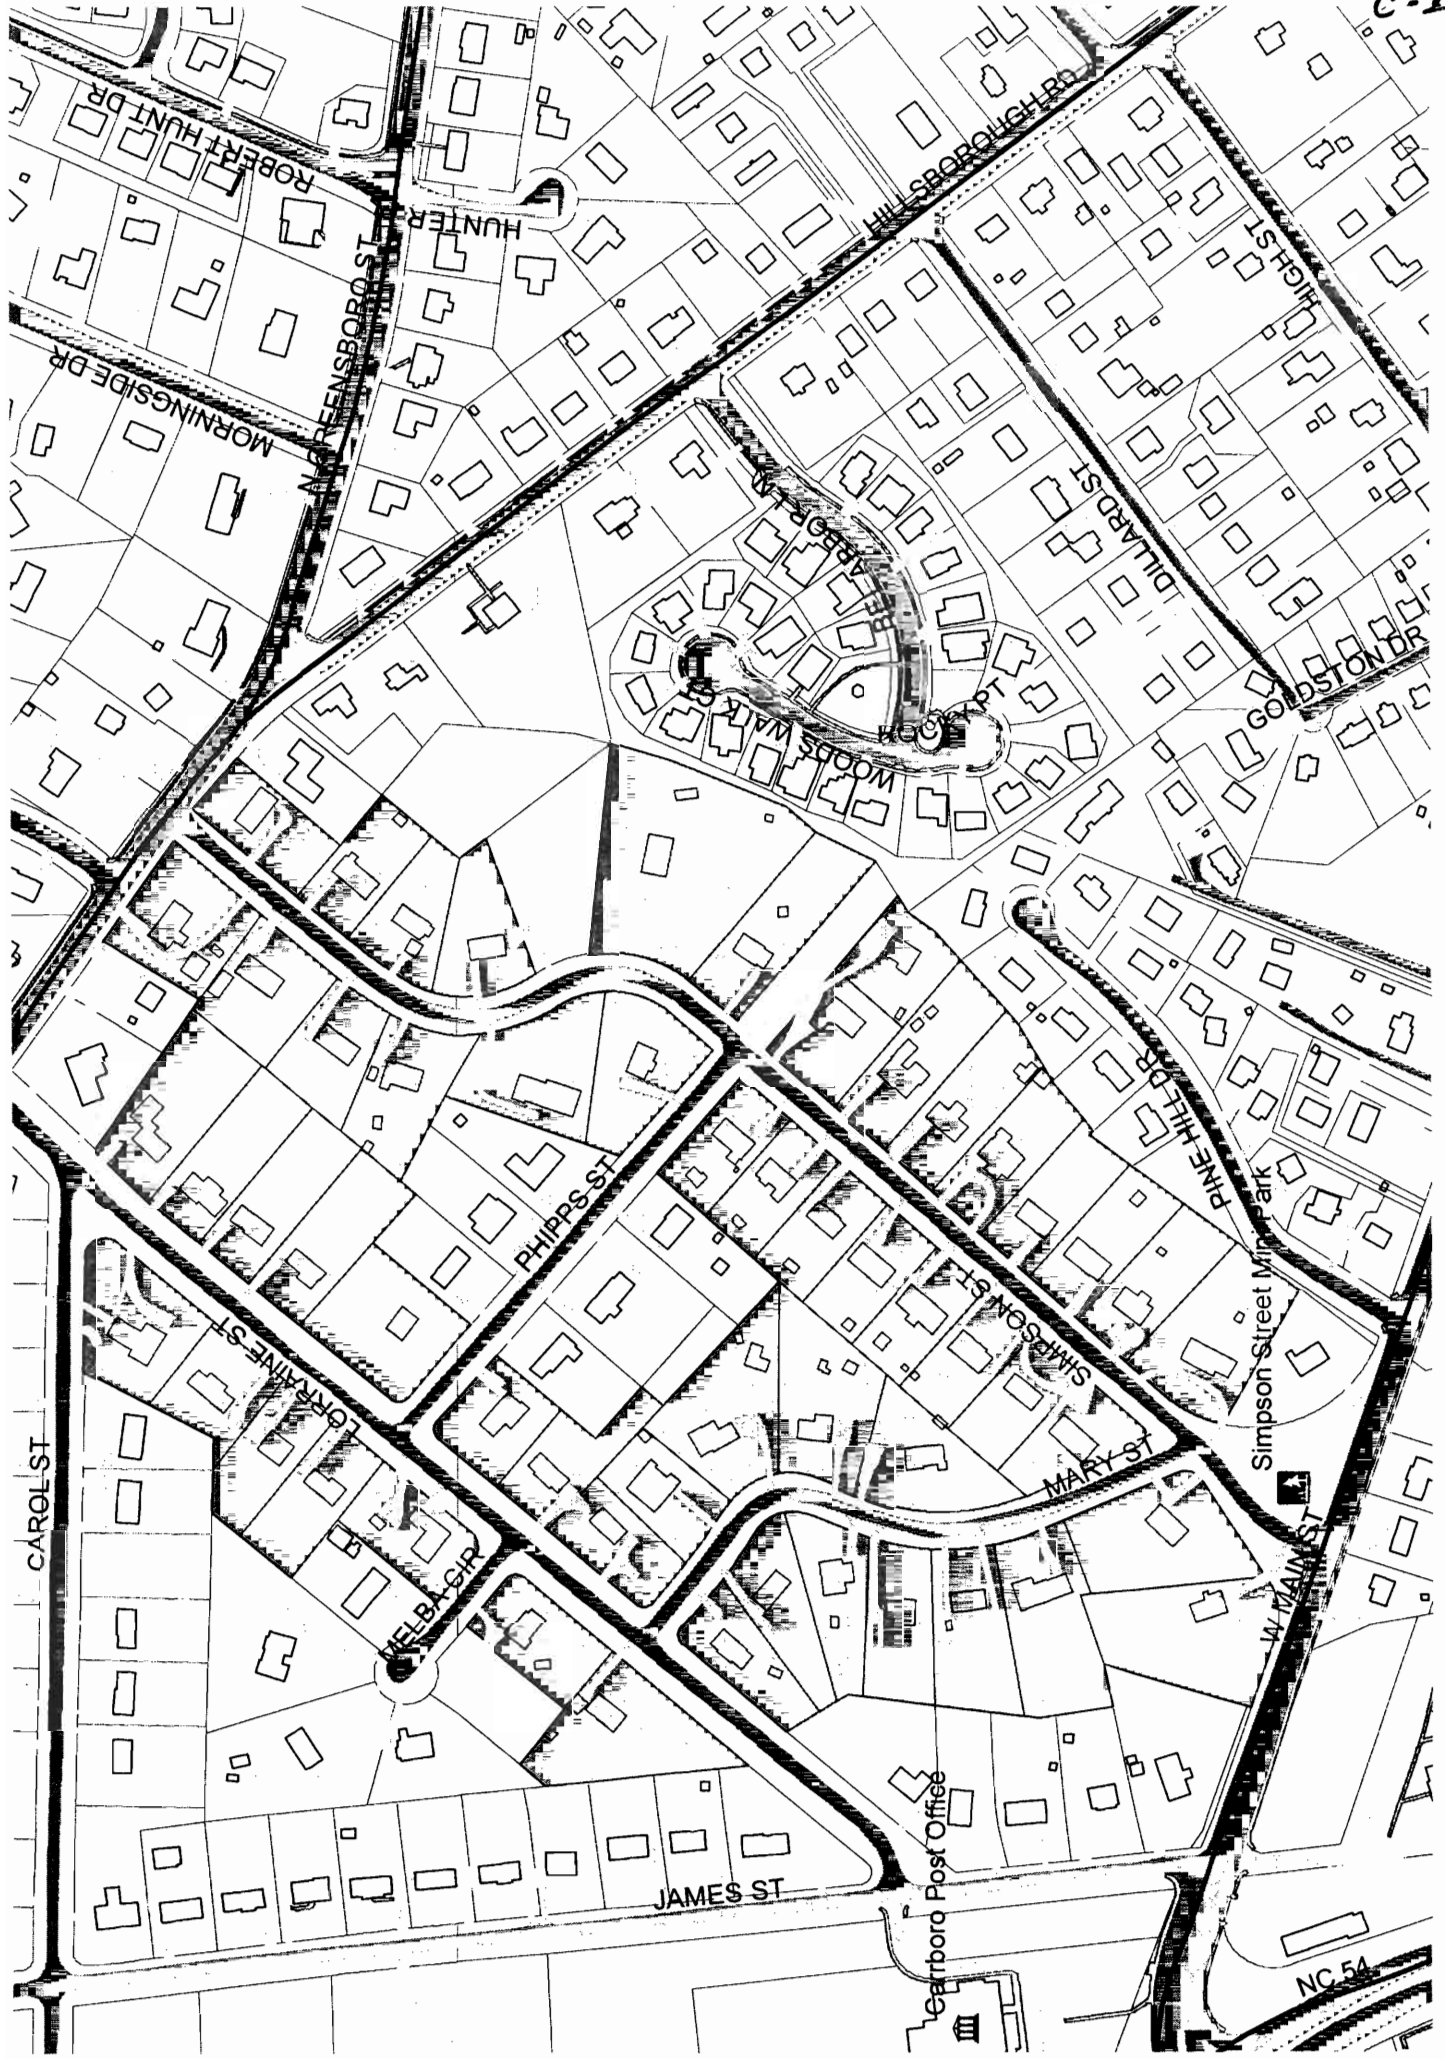 C-1
ROBERT HUNT DR
HUNTER
HILLSBOROUGH RD
N GREENSBORO ST
MORNINGSIDE DR
HIGH ST
DILLARD ST
ARBOR LN
WOODS WALK CT
ROCKY PT
GOLDSTON DR
PINE HILL DR
PHIPPS ST
SIMPSON ST
Simpson Street Mini Park
LORRAINE ST
CAROL ST
MARY ST
MELBA CIR
W MAIN ST
JAMES ST
Carrboro Post Office
NC 54